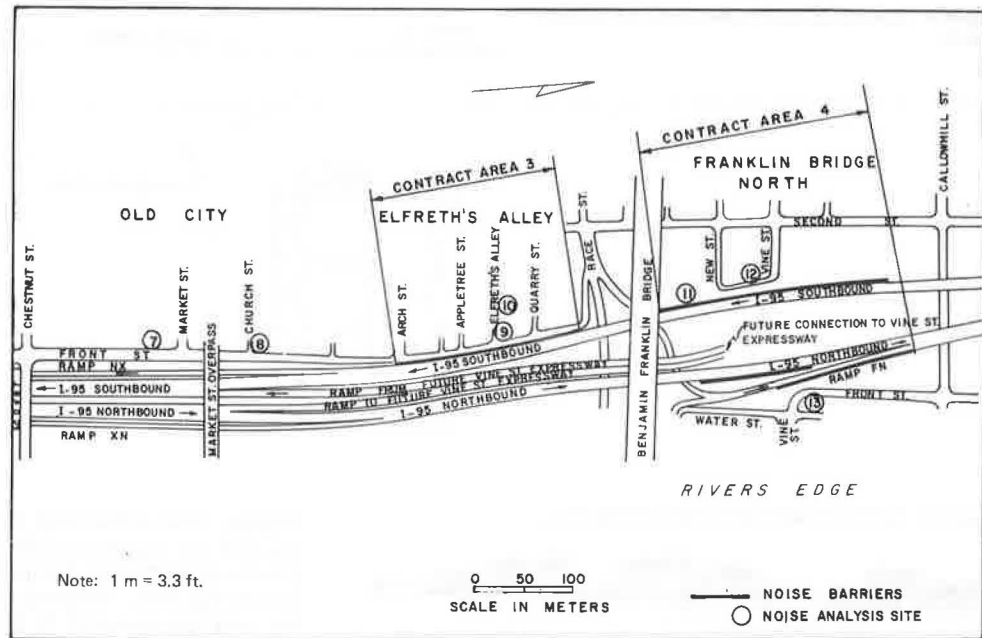 CONTRACT AREA 4
FRANKLIN BRIDGE
NORTH
CALLOWHILL ST.
CONTRACT AREA 3
OLD CITY
ELFRETH'S ALLEY
SECOND ST.
ST.
RACE
NEW ST.
VINE ST.
12
11
CHESTNUT ST.
MARKET ST.
CHURCH ST.
ARCH ST.
APPLETREE ST.
ELFRETH'S ALLEY
QUARRY ST.
10
9
7
8
BENJAMIN FRANKLIN BRIDGE
I-95 SOUTHBOUND
FUTURE CONNECTION TO VINE ST.
EXPRESSWAY
FRONT ST
RAMP NX
I-95 SOUTHBOUND
I-95 SOUTHBOUND
RAMP FROM FUTURE VINE ST. EXPRESSWAY
RAMP TO FUTURE VINE ST. EXPRESSWAY
I-95 NORTHBOUND
I-95 NORTHBOUND
RAMP FN
I-95 NORTHBOUND
RAMP XN
MARKET ST. OVERPASS
FRONT ST.
13
WATER ST.
VINE
ST.
RIVERS EDGE
Note: 1 m = 3.3 ft.
0 50 100
SCALE IN METERS
NOISE BARRIERS
NOISE ANALYSIS SITE